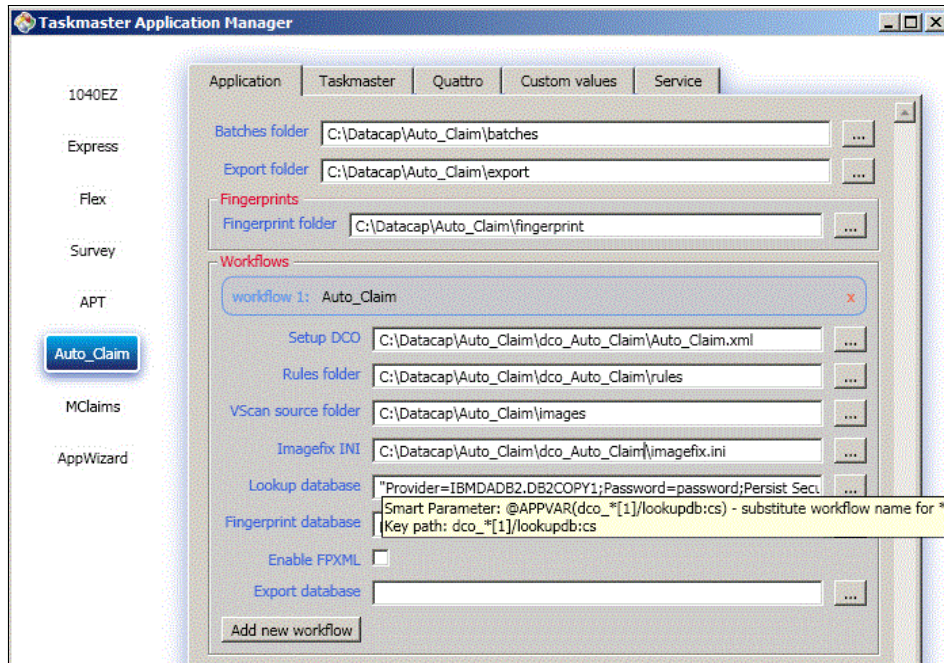 Taskmaster Application Manager
Application Taskmaster Quattro Custom values Service
1040EZ
Express
Flex
Survey
APT
Auto_Claim
MClaims
AppWizard
Batches folder C:\Datacap\Auto_Claim\batches ...
Export folder C:\Datacap\Auto_Claim\export ...
Fingerprints
Fingerprint folder C:\Datacap\Auto_Claim\fingerprint ...
Workflows
workflow 1: Auto_Claim x
Setup DCO C:\Datacap\Auto_Claim\dco_Auto_Claim\Auto_Claim.xml ...
Rules folder C:\Datacap\Auto_Claim\dco_Auto_Claim\rules ...
VScan source folder C:\Datacap\Auto_Claim\images ...
Imagefix INI C:\Datacap\Auto_Claim\dco_Auto_Claim\imagefix.ini ...
Lookup database "Provider=IBMDADB2.DB2COPY1;Password=password;Persist Secu ...
Smart Parameter: @APPVAR(dco_*[1]/lookupdb:cs) - substitute workflow name for *
Fingerprint database
Key path: dco_*[1]/lookupdb:cs
Enable FPXML
Export database ...
Add new workflow